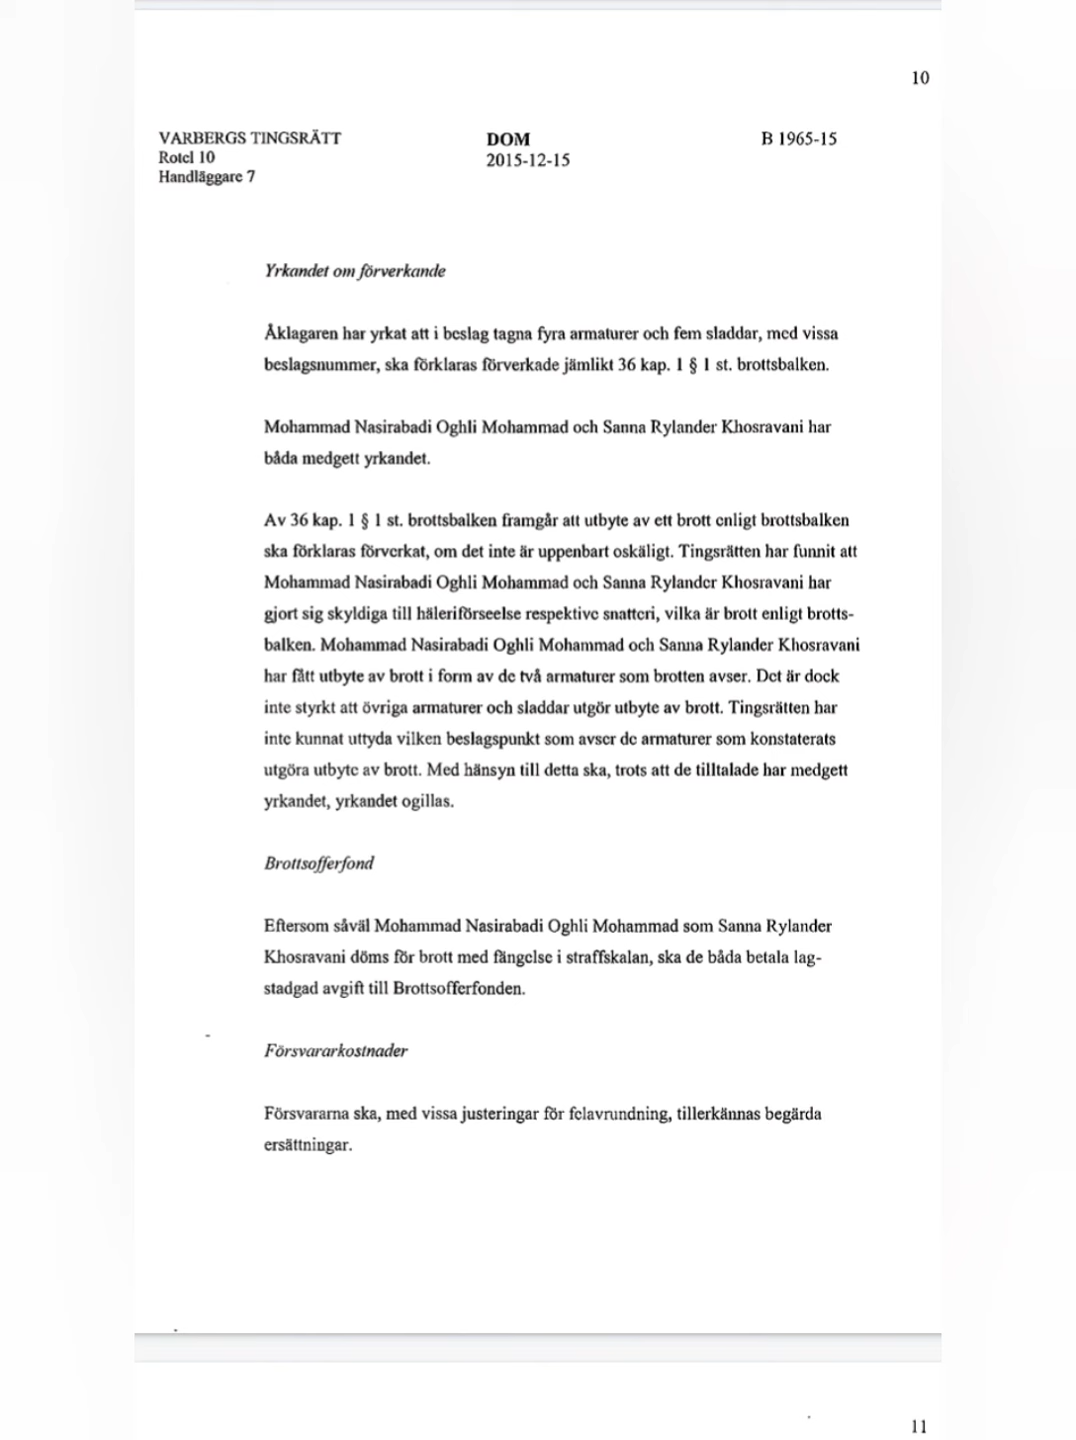 10
VARBERGS TINGSRÄTT
Rotel 10
Handläggare 7
DOM
2015-12-15
B 1965-15
Yrkandet om förverkande
Åklagaren har yrkat att i beslag tagna fyra armaturer och fem sladdar, med vissa
beslagsnummer, ska förklaras förverkade jämlikt 36 kap. 1 § 1 st. brottsbalken.
Mohammad Nasirabadi Oghli Mohammad och Sanna Rylander Khosravani har
båda medgett yrkandet.
Av 36 kap. 1 § 1 st. brottsbalken framgår att utbyte av ett brott enligt brottsbalken
ska förklaras förverkat, om det inte är uppenbart oskäligt. Tingsrätten har funnit att
Mohammad Nasirabadi Oghli Mohammad och Sanna Rylander Khosravani har
gjort sig skyldiga till häleriförseelse respektive snatteri, vilka är brott enligt brotts-
balken. Mohammad Nasirabadi Oghli Mohammad och Sanna Rylander Khosravani
har fått utbyte av brott i form av de två armaturer som brotten avser. Det är dock
inte styrkt att övriga armaturer och sladdar utgör utbyte av brott. Tingsrätten har
inte kunnat uttyda vilken beslagspunkt som avser de armaturer som konstaterats
utgöra utbyte av brott. Med hänsyn till detta ska, trots att de tilltalade har medgett
yrkandet, yrkandet ogillas.
Brottsofferfond
Eftersom såväl Mohammad Nasirabadi Oghli Mohammad som Sanna Rylander
Khosravani döms för brott med fängelse i straffskalan, ska de båda betala lag-
stadgad avgift till Brottsofferfonden.
Försvararkostnader
Försvararna ska, med vissa justeringar för felavrundning, tillerkännas begärda
ersättningar.
11